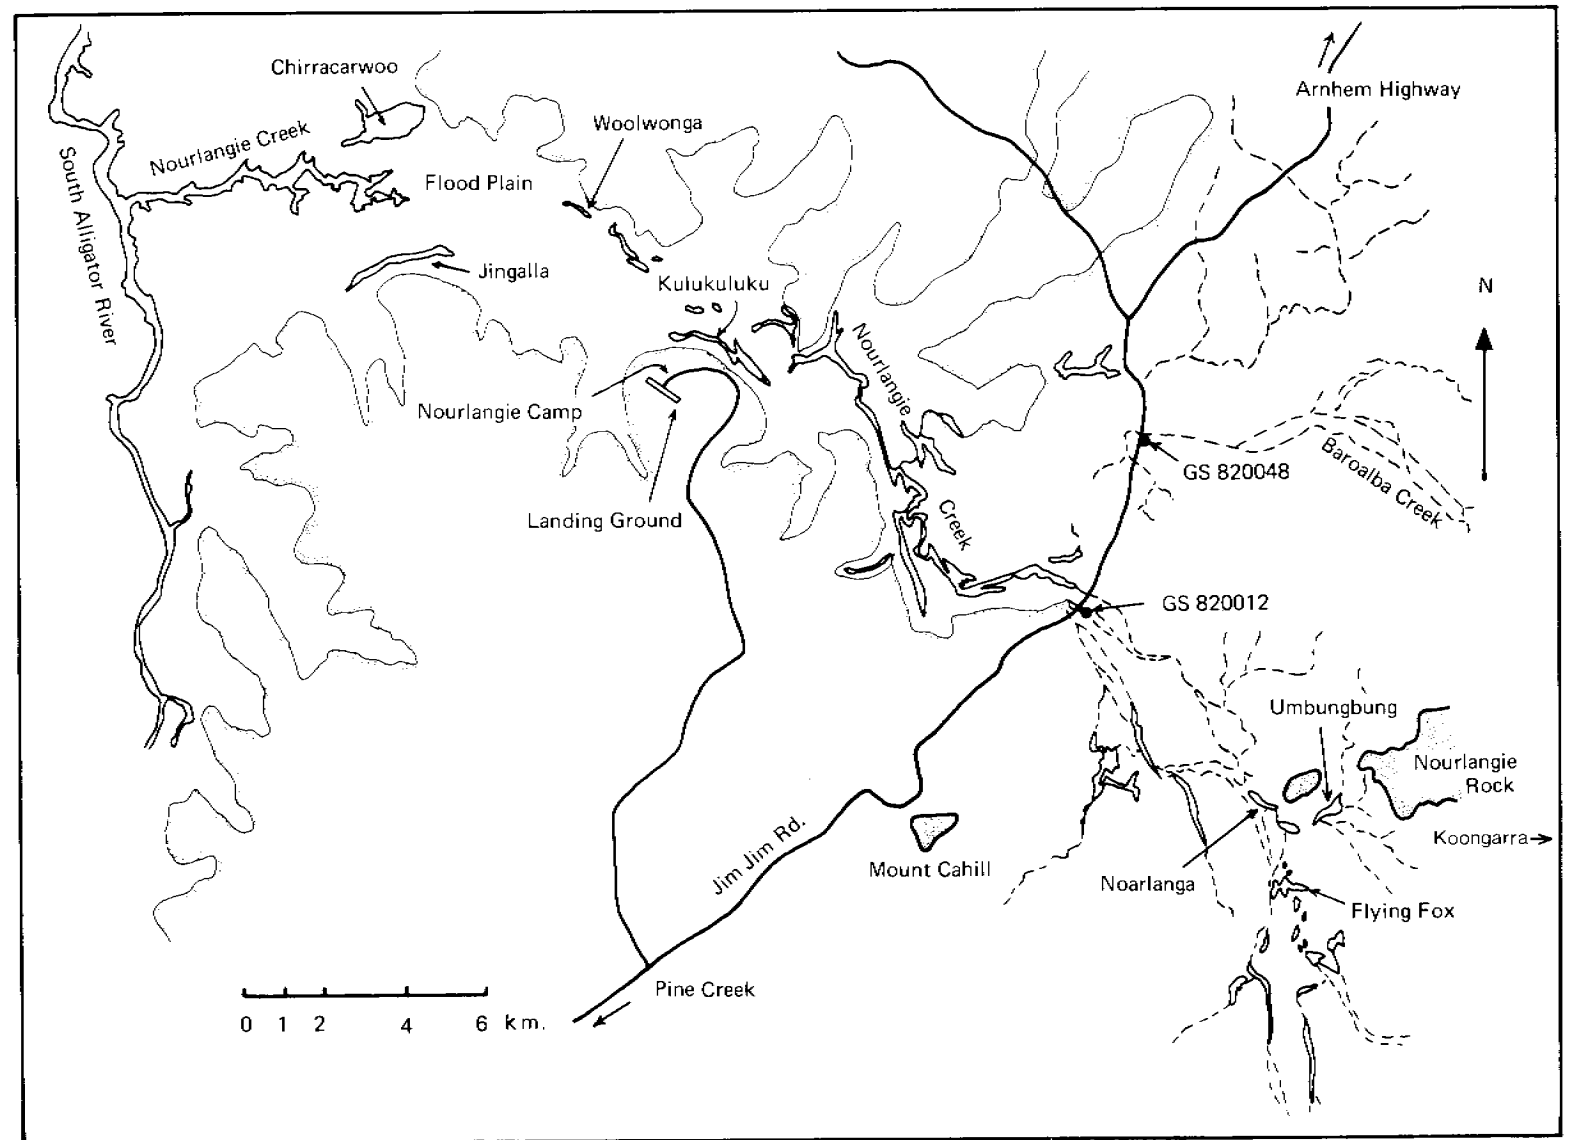 Chirracarwoo
Arnhem Highway
Woolwonga
Nourlangie Creek
Flood Plain
South Alligator River
Jingalla
Kulukuluku
N
Nourlangie
Creek
Nourlangie Camp
GS 820048
Baroalba Creek
Landing Ground
GS 820012
Umbungbung
Nourlangie
Rock
Koongarra
Jim Jim Rd.
Mount Cahill
Noarlanga
Flying Fox
Pine Creek
0 1 2 4 6 km.